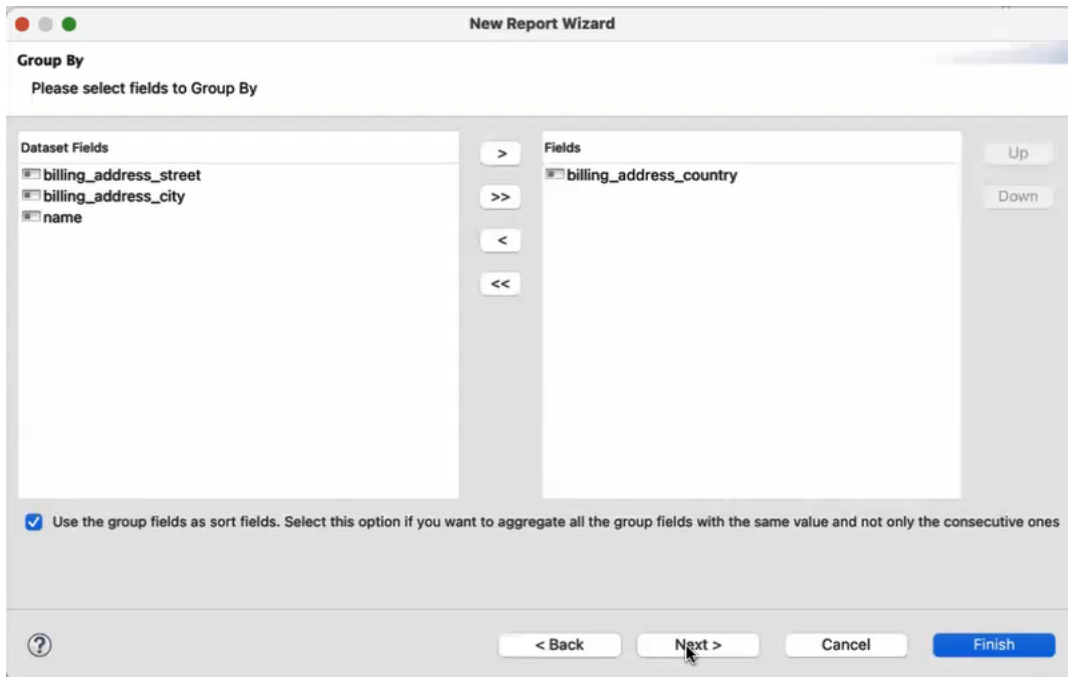 New Report Wizard
Group By
Please select fields to Group By
Dataset Fields
billing_address_street
billing_address_city
name
>
>>
<
<<
Fields
billing_address_country
Up
Down
Use the group fields as sort fields. Select this option if you want to aggregate all the group fields with the same value and not only the consecutive ones
?
< Back
Next >
Cancel
Finish